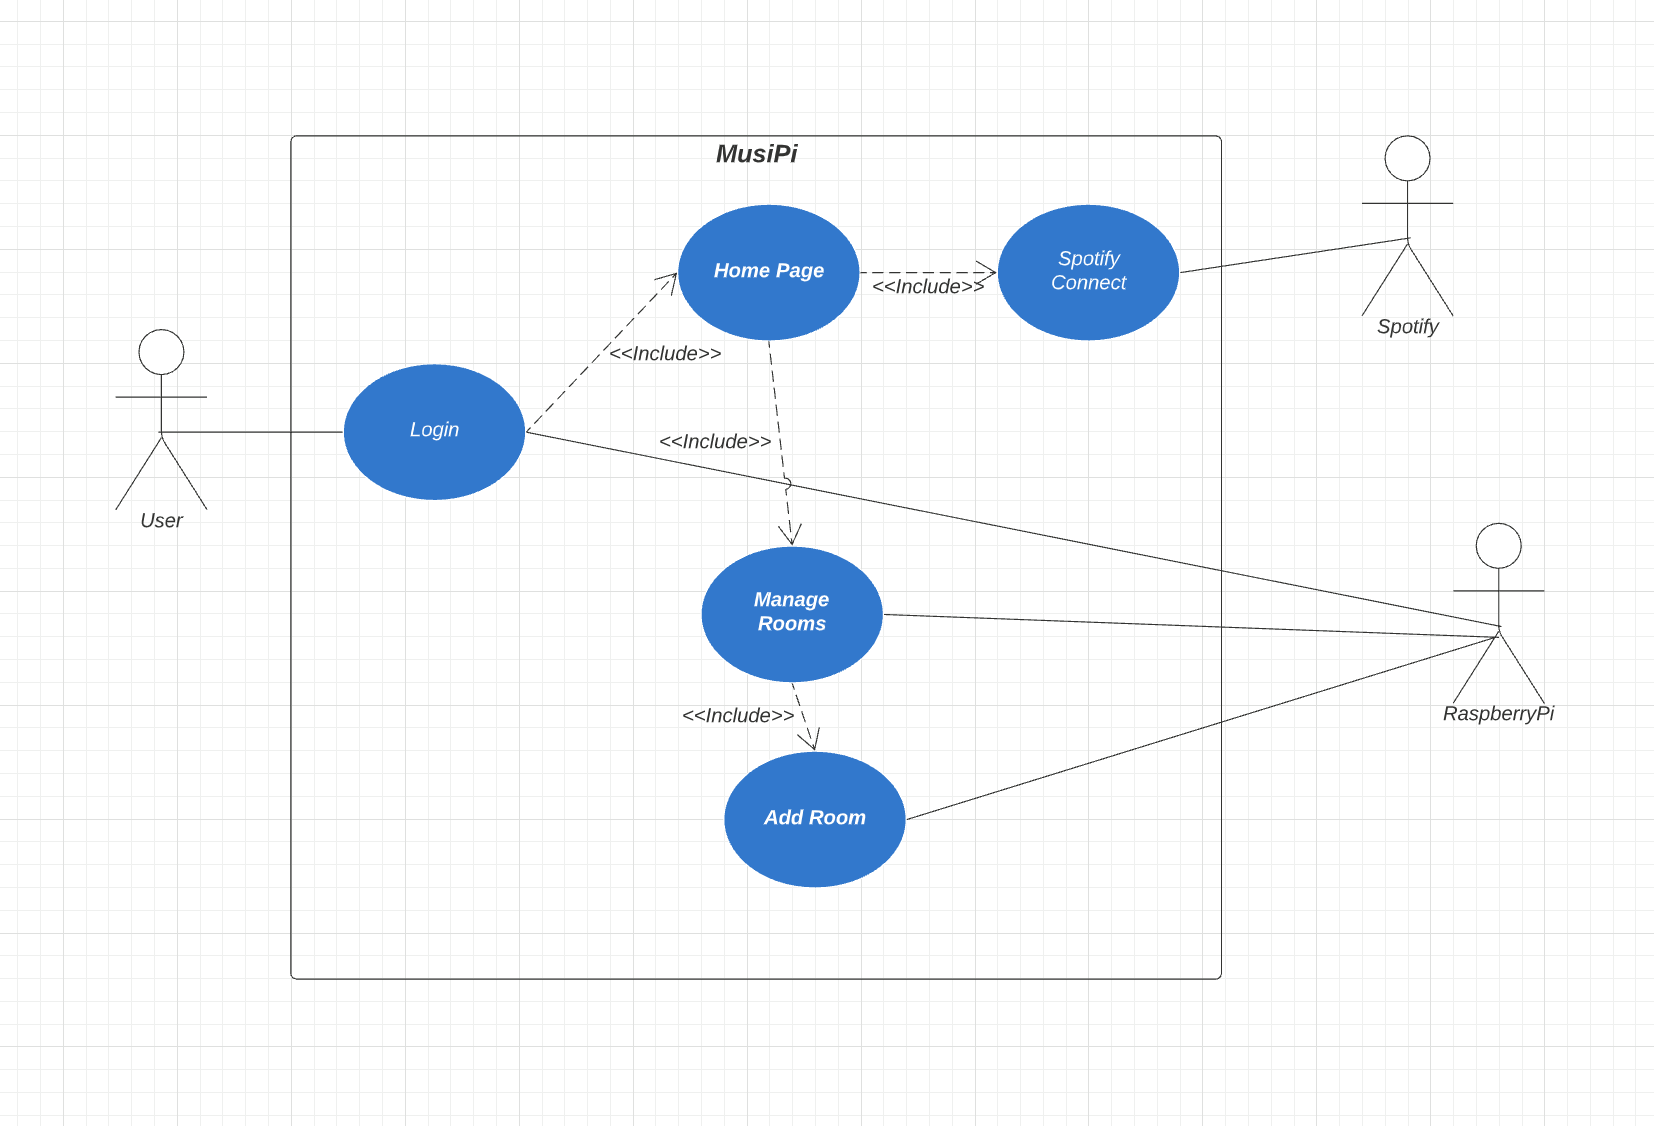 MusiPi
Home Page
Spotify
Connect
<<Include>>
Spotify
<<Include>>
Login
<<Include>>
User
Manage
Rooms
<<Include>>
RaspberryPi
Add Room